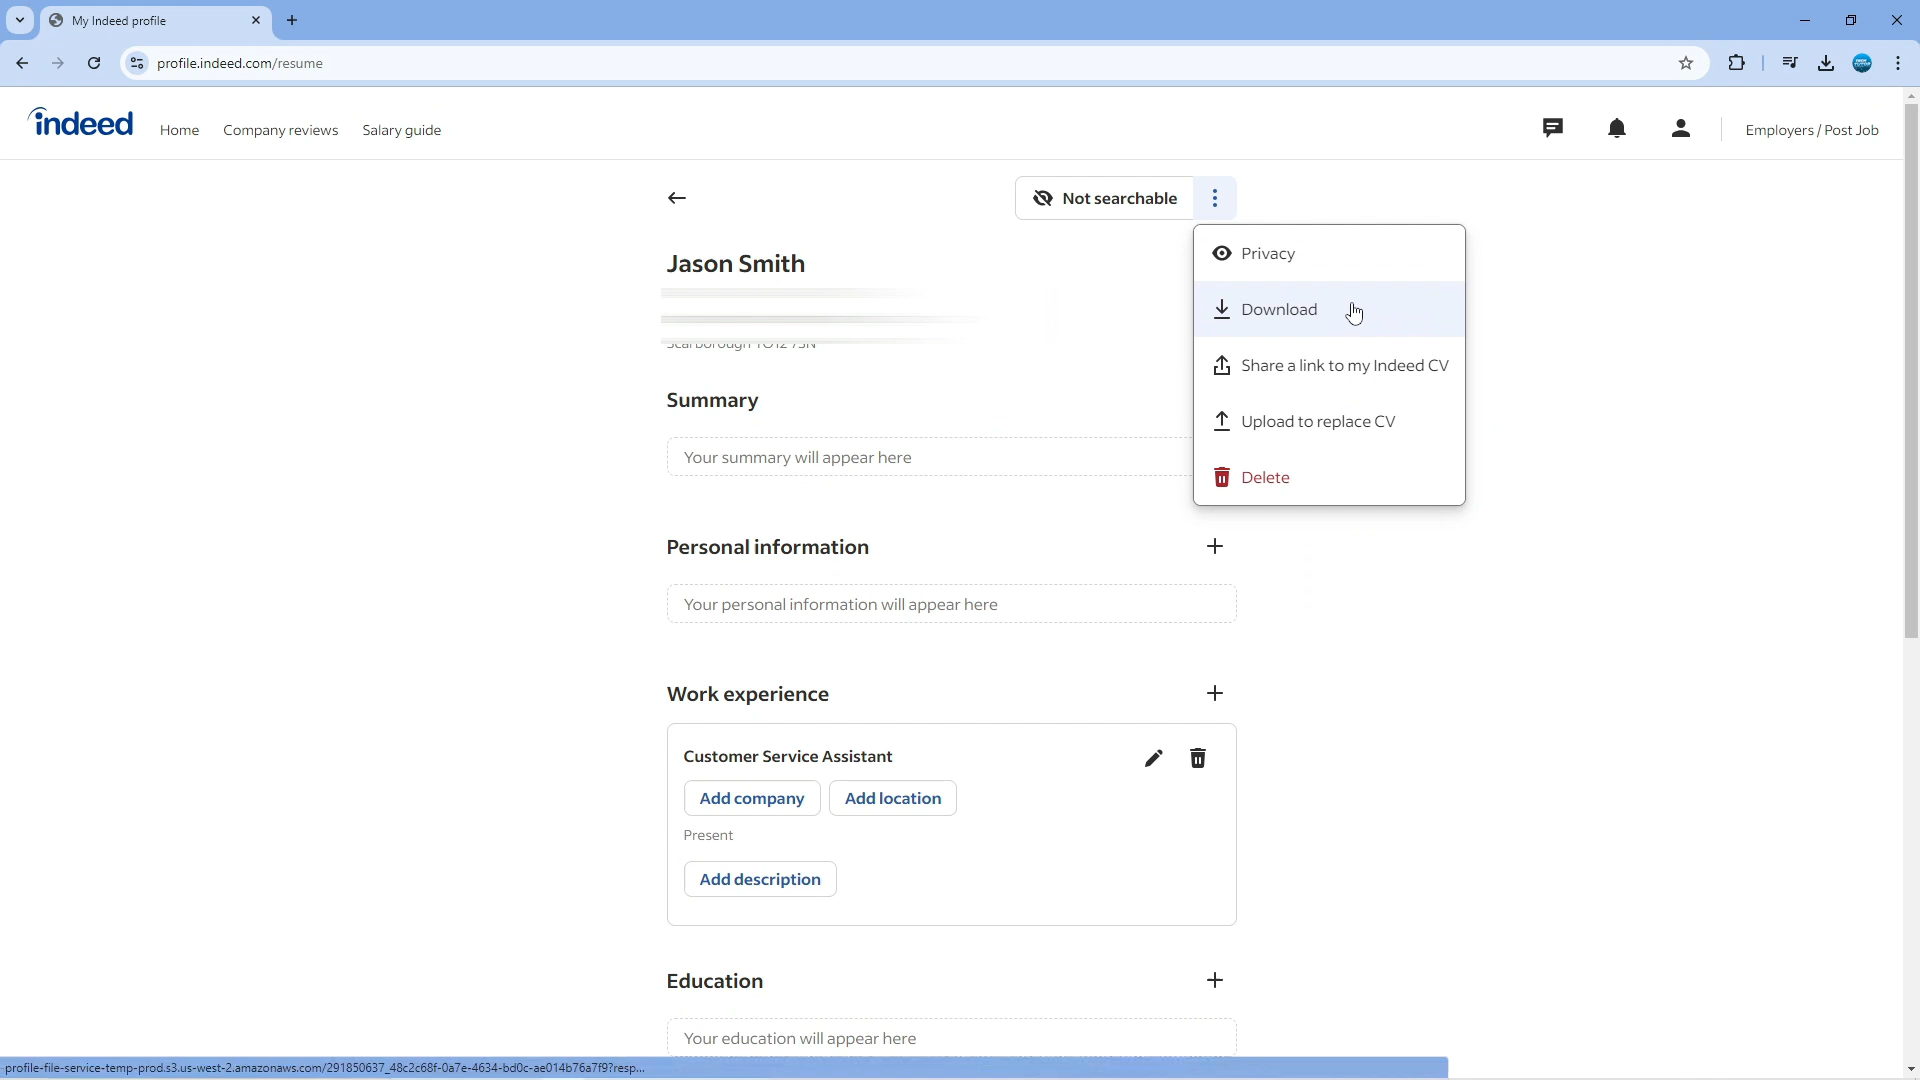 My Indeed profile
profile.indeed.com/resume
indeed Home Company reviews Salary guide Employers / Post Job
Not searchable
Jason Smith
Privacy
Download
Share a link to my Indeed CV
Upload to replace CV
Delete
Summary
Your summary will appear here
Personal information
Your personal information will appear here
Work experience
Customer Service Assistant
Add company Add location
Present
Add description
Education
Your education will appear here
profile-file-service-temp-prod.s3.us-west-2.amazonaws.com/291850637_48c2c68f-0a7e-4634-bd0c-ae014b76a7f9?resp...